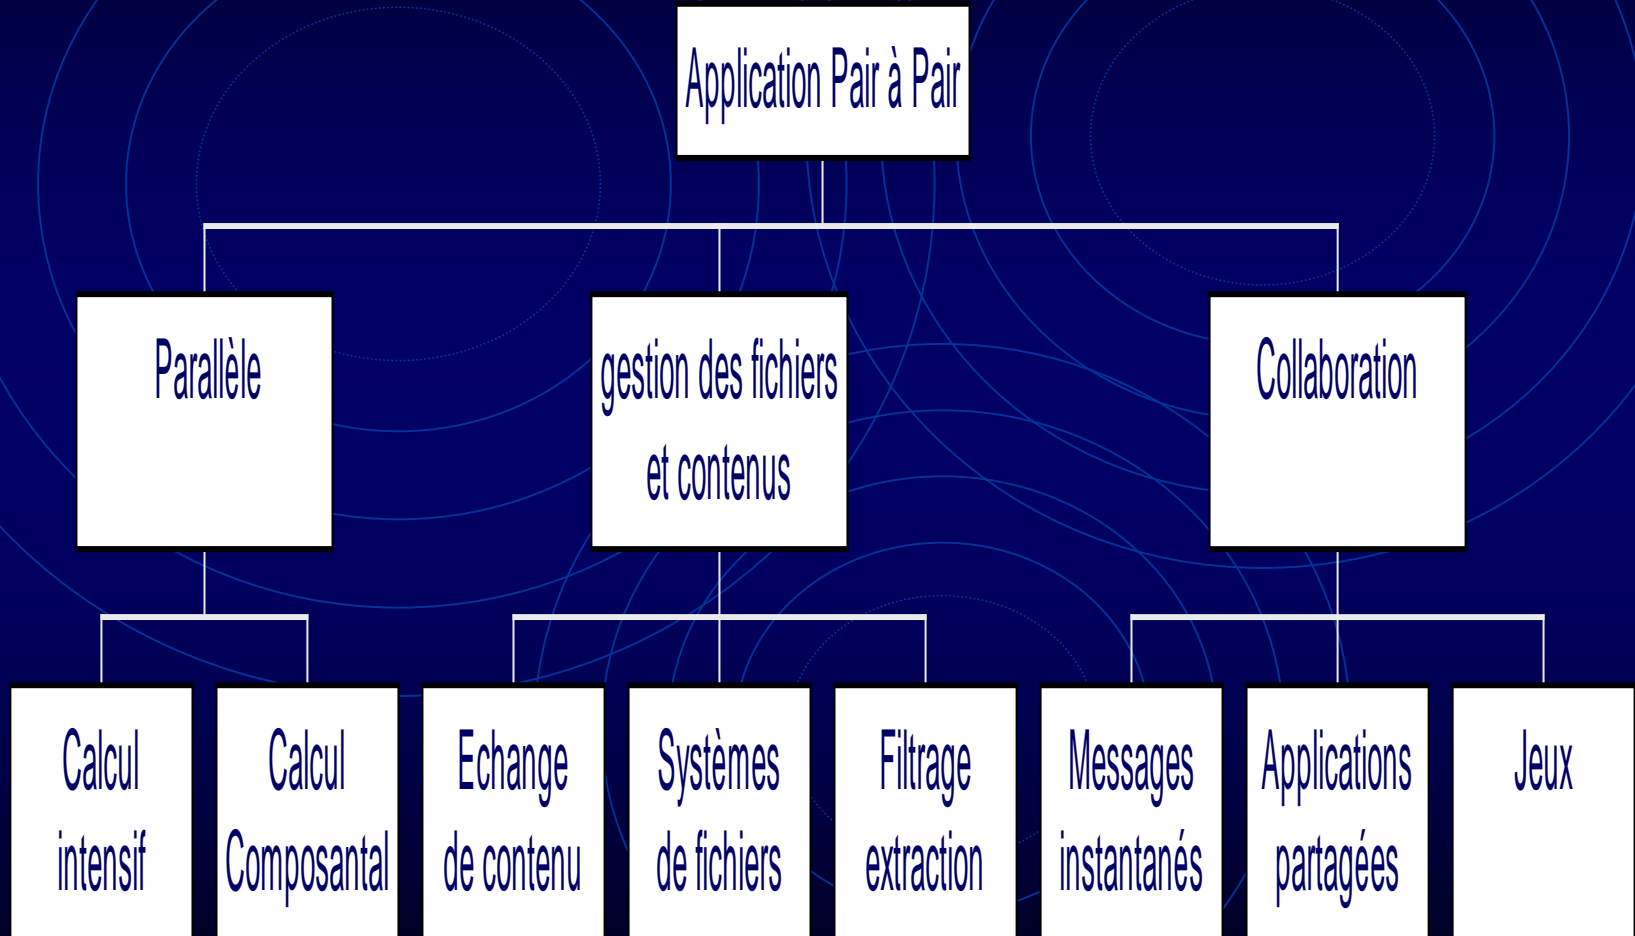 Application Pair à Pair
Parallèle
gestion des fichiers
et contenus
Collaboration
Calcul
intensif
Calcul
Composantal
Echange
de contenu
Systèmes
de fichiers
Filtrage
extraction
Messages
instantanés
Applications
partagées
Jeux